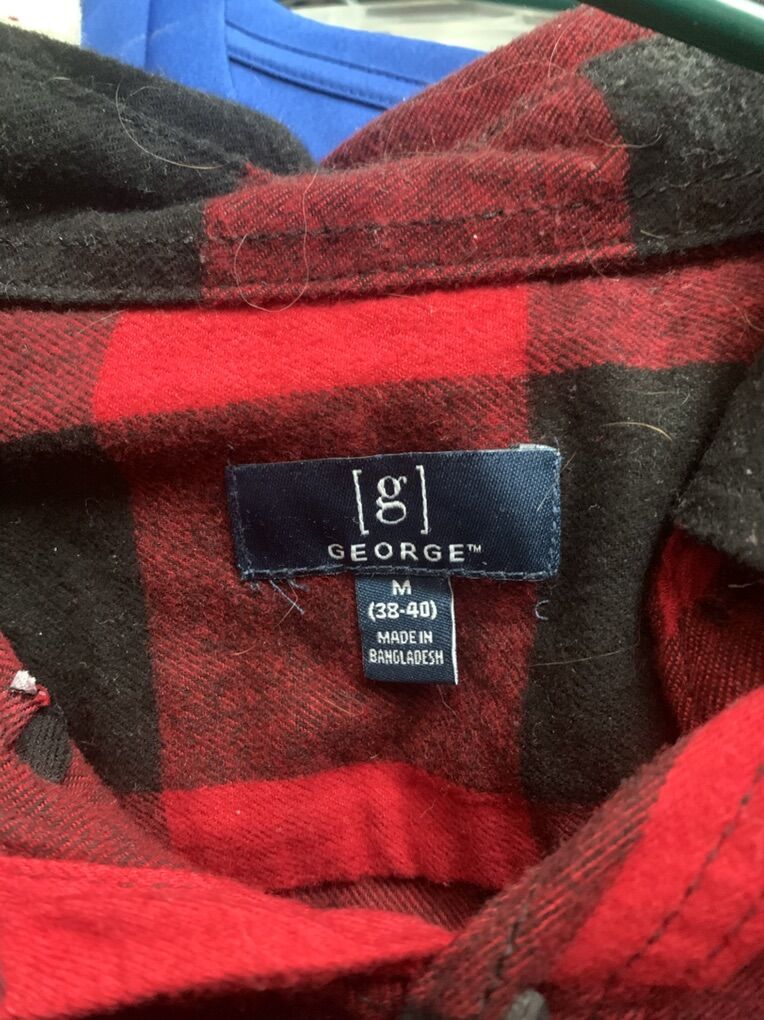 [g]
GEORGE™
M
(38-40)
MADE IN
BANGLADESH